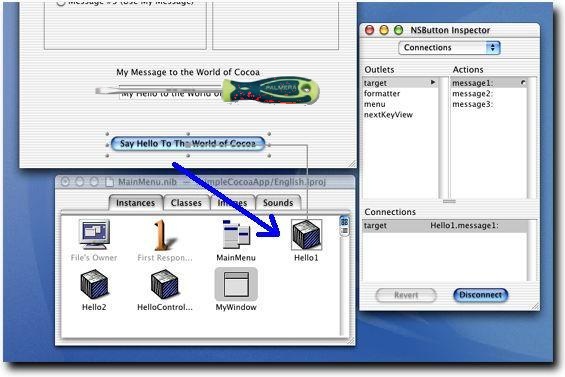 Message #3 (Use My Message)
My Message to the World of Cocoa
My Hello to the World of Cocoa
PALMERA
Say Hello To The World of Cocoa
MainMenu.nib — SimpleCocoaApp/English.lproj
Instances
Classes
Images
Sounds
File's Owner
First Respon...
MainMenu
Hello1
Hello2
HelloControl...
MyWindow
NSButton Inspector
Connections
Outlets
Actions
target
formatter
menu
nextKeyView
message1:
message2:
message3:
Connections
target Hello1.message1:
Revert
Disconnect